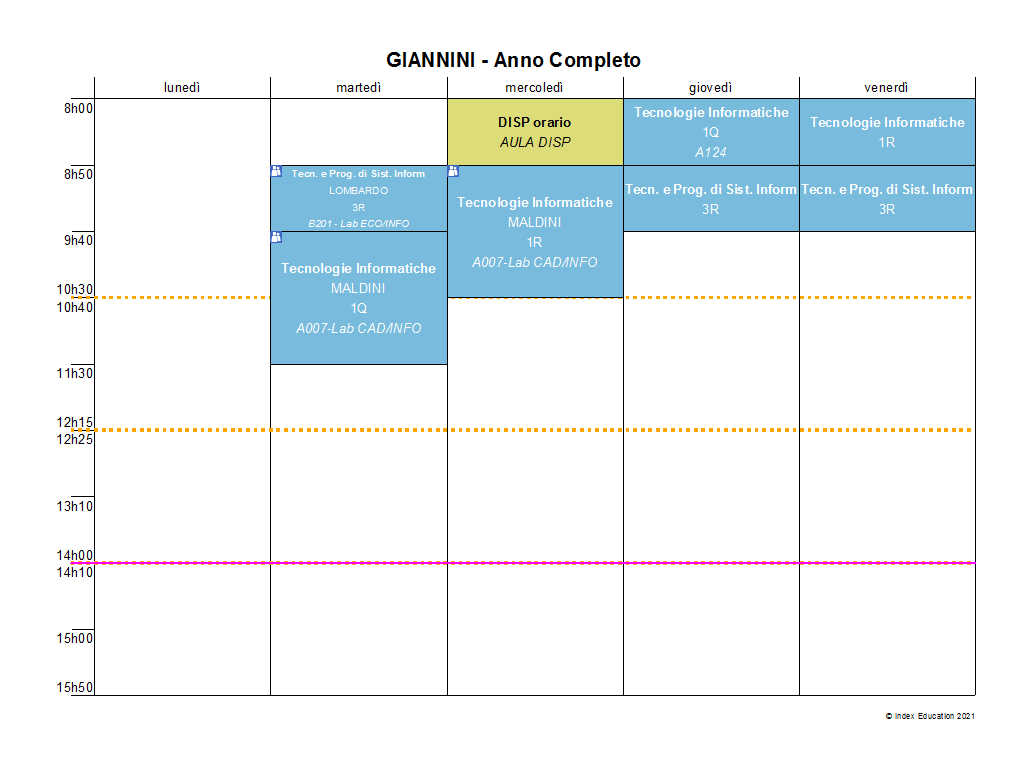 GIANNINI - Anno Completo
lunedì
martedì
mercoledì
giovedì
venerdì
8h00
8h50
9h40
10h30
10h40
11h30
12h15
12h25
13h10
14h00
14h10
15h00
15h50
Tecn. e Prog. di Sist. Inform
LOMBARDO
3R
B201 - Lab ECO/INFO
Tecnologie Informatiche
MALDINI
1Q
A007-Lab CAD/INFO
DISP orario
AULA DISP
Tecnologie Informatiche
MALDINI
1R
A007-Lab CAD/INFO
Tecnologie Informatiche
1Q
A124
Tecn. e Prog. di Sist. Inform
3R
Tecnologie Informatiche
1R
Tecn. e Prog. di Sist. Inform
3R
© Index Education 2021